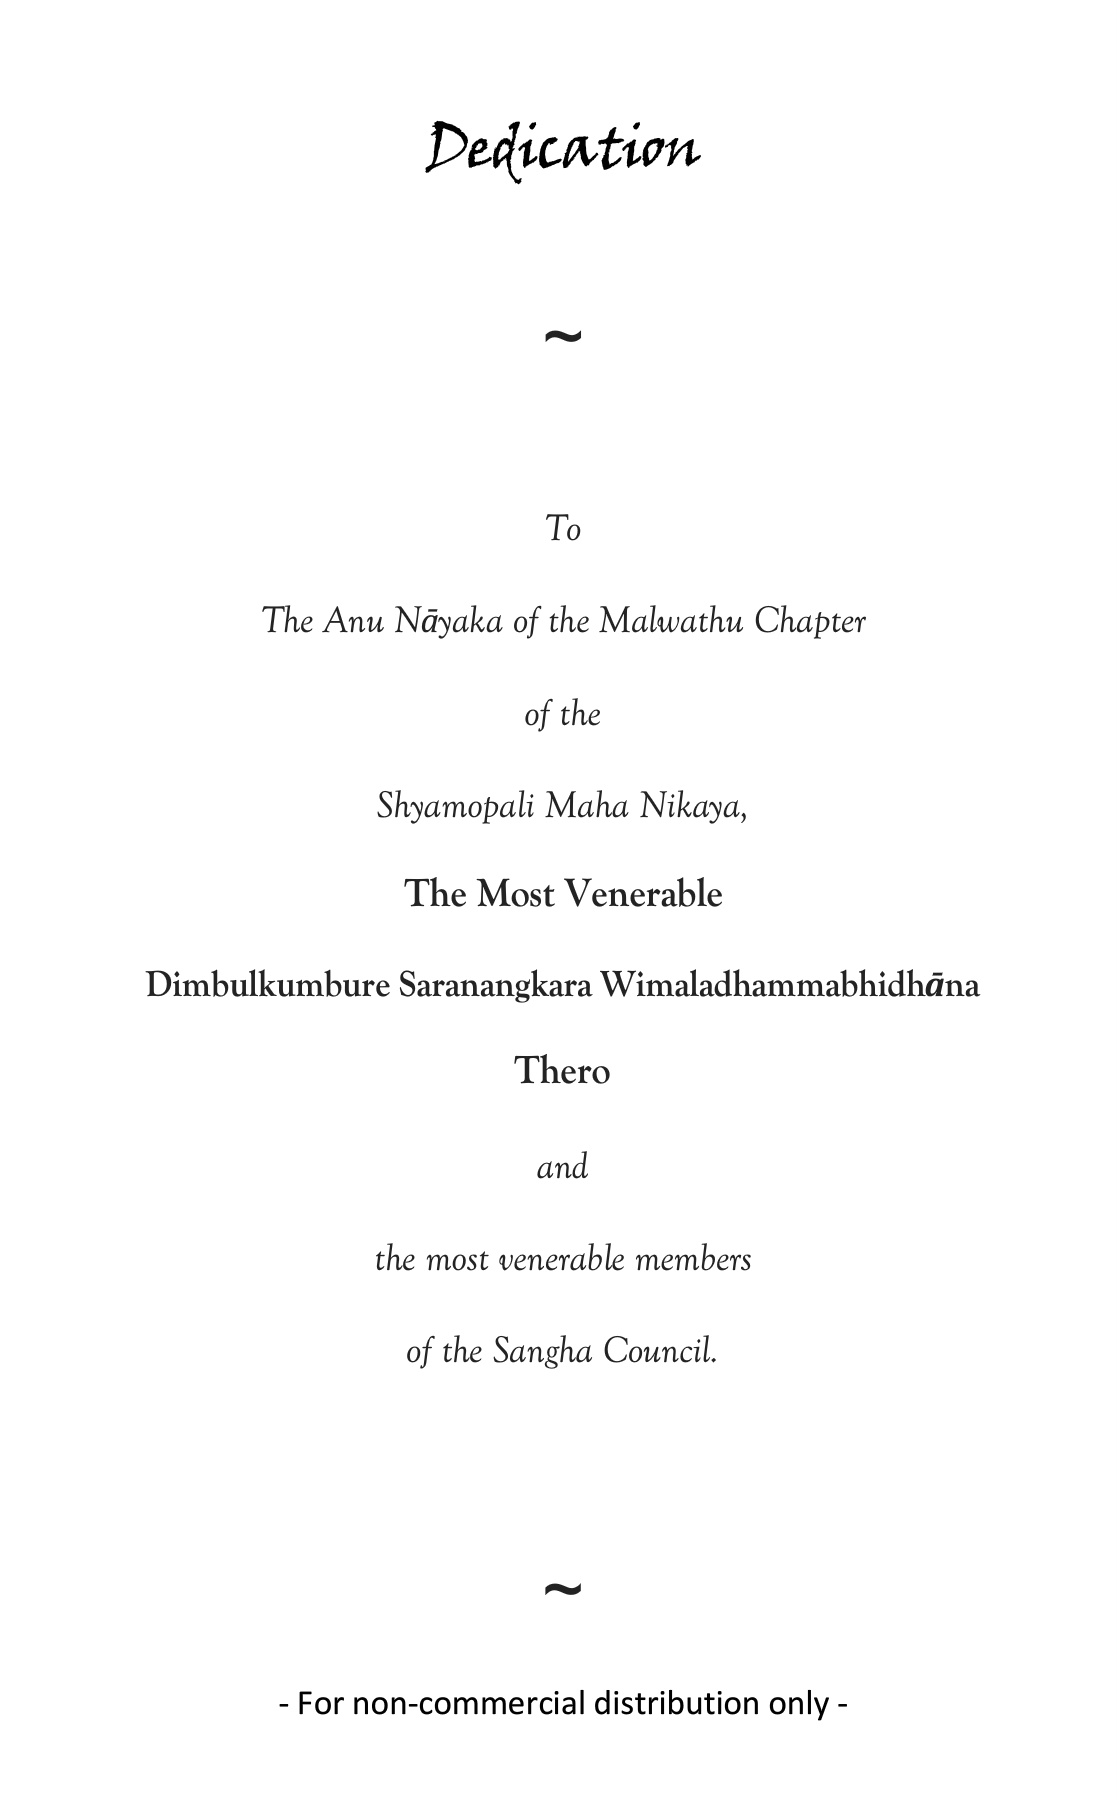 Dedication
~
To
The Anu Nāyaka of the Malwathu Chapter
of the
Shyamopali Maha Nikaya,
The Most Venerable
Dimbulkumbure Saranangkara Wimaladhammabhidhāna
Thero
and
the most venerable members
of the Sangha Council.
~
- For non-commercial distribution only -